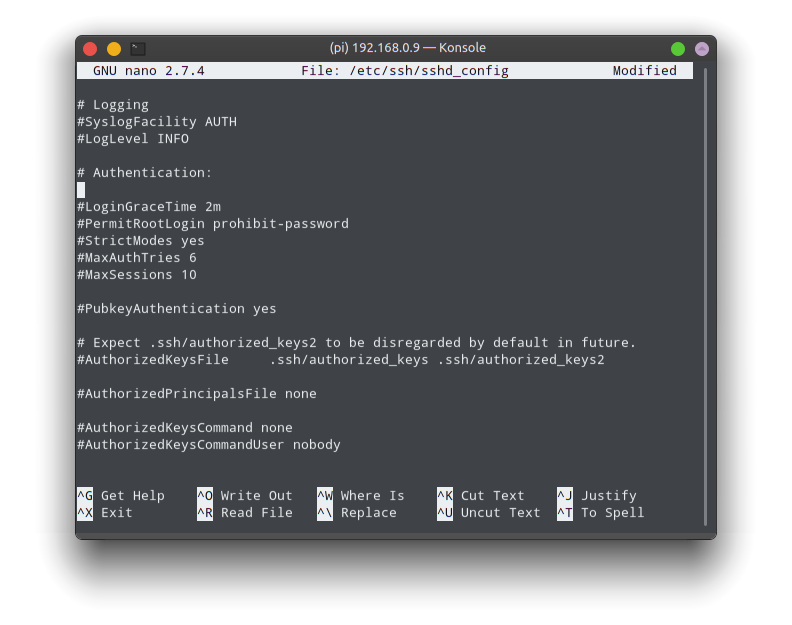 (pi) 192.168.0.9 — Konsole
GNU nano 2.7.4 File: /etc/ssh/sshd_config Modified
# Logging
#SyslogFacility AUTH
#LogLevel INFO
# Authentication:
#LoginGraceTime 2m
#PermitRootLogin prohibit-password
#StrictModes yes
#MaxAuthTries 6
#MaxSessions 10
#PubkeyAuthentication yes
# Expect .ssh/authorized_keys2 to be disregarded by default in future.
#AuthorizedKeysFile .ssh/authorized_keys .ssh/authorized_keys2
#AuthorizedPrincipalsFile none
#AuthorizedKeysCommand none
#AuthorizedKeysCommandUser nobody
^G Get Help ^O Write Out ^W Where Is ^K Cut Text ^J Justify
^X Exit ^R Read File ^\ Replace ^U Uncut Text ^T To Spell